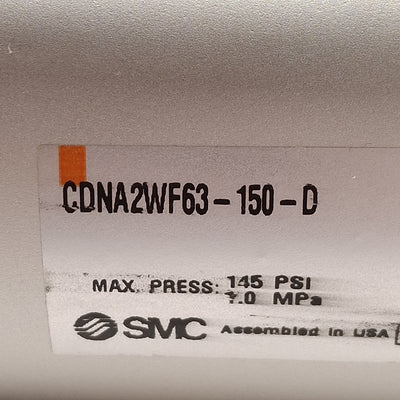 CDNA2WF63-150-D
MAX. PRESS: 145 PSI
1.0 MPa
SMC Assembled in USA